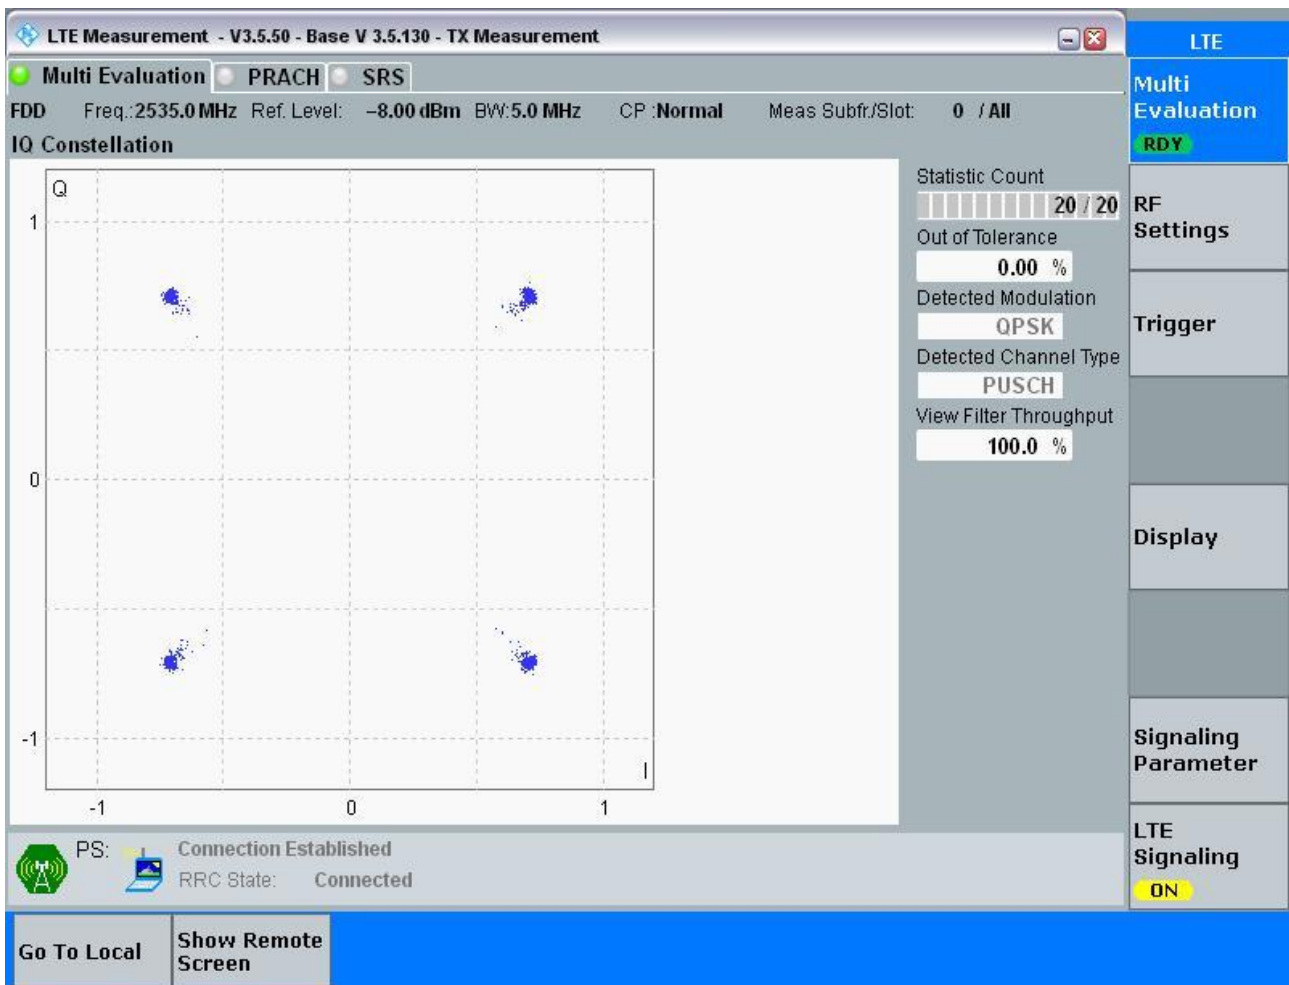 LTE Measurement - V3.5.50 - Base V 3.5.130 - TX Measurement
LTE
Multi Evaluation PRACH SRS
FDD Freq.:2535.0 MHz Ref. Level: -8.00 dBm BW:5.0 MHz CP :Normal Meas Subfr./Slot: 0 / All
IQ Constellation
Q
1
0
-1
-1 0 1
I
Statistic Count
20 / 20
Out of Tolerance
0.00 %
Detected Modulation
QPSK
Detected Channel Type
PUSCH
View Filter Throughput
100.0 %
Multi
Evaluation
RDY
RF
Settings
Trigger
Display
Signaling
Parameter
LTE
Signaling
ON
PS: Connection Established
RRC State: Connected
Go To Local
Show Remote
Screen